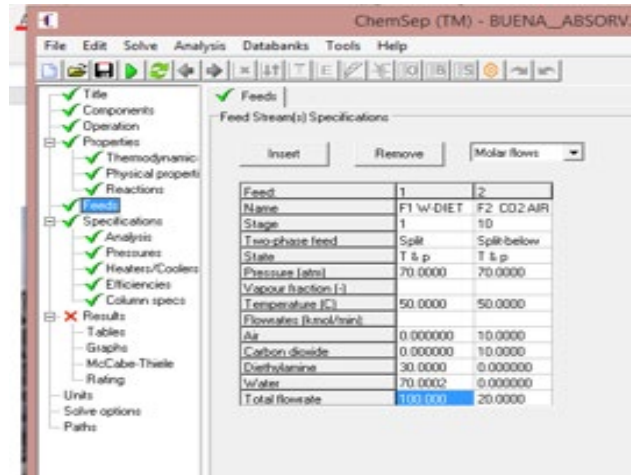 ChemSep (TM) - BUENA__ABSORV.
File Edit Solve Analysis Databanks Tools Help
Title
Components
Operation
Properties
Thermodynamic
Physical properti
Reactions
Feeds
Specifications
Analysis
Pressures
Heaters/Coolers
Efficiencies
Column specs
Results
Tables
Graphs
McCabe-Thiele
Rating
Units
Solve options
Paths
Feeds
Feed Stream(s) Specifications
Insert Remove Molar flows
Feed: 1 2
Name F1 W-DIET F2 CO2AIR
Stage 1 10
Two-phase feed Split Split-below
State T & p T & p
Pressure (atm) 70.0000 70.0000
Vapour fraction (-)
Temperature (C) 50.0000 50.0000
Flowrates (kmol/min):
Air 0.000000 10.0000
Carbon dioxide 0.000000 10.0000
Diethylamine 30.0000 0.000000
Water 70.0002 0.000000
Total flowrate 100.000 20.0000